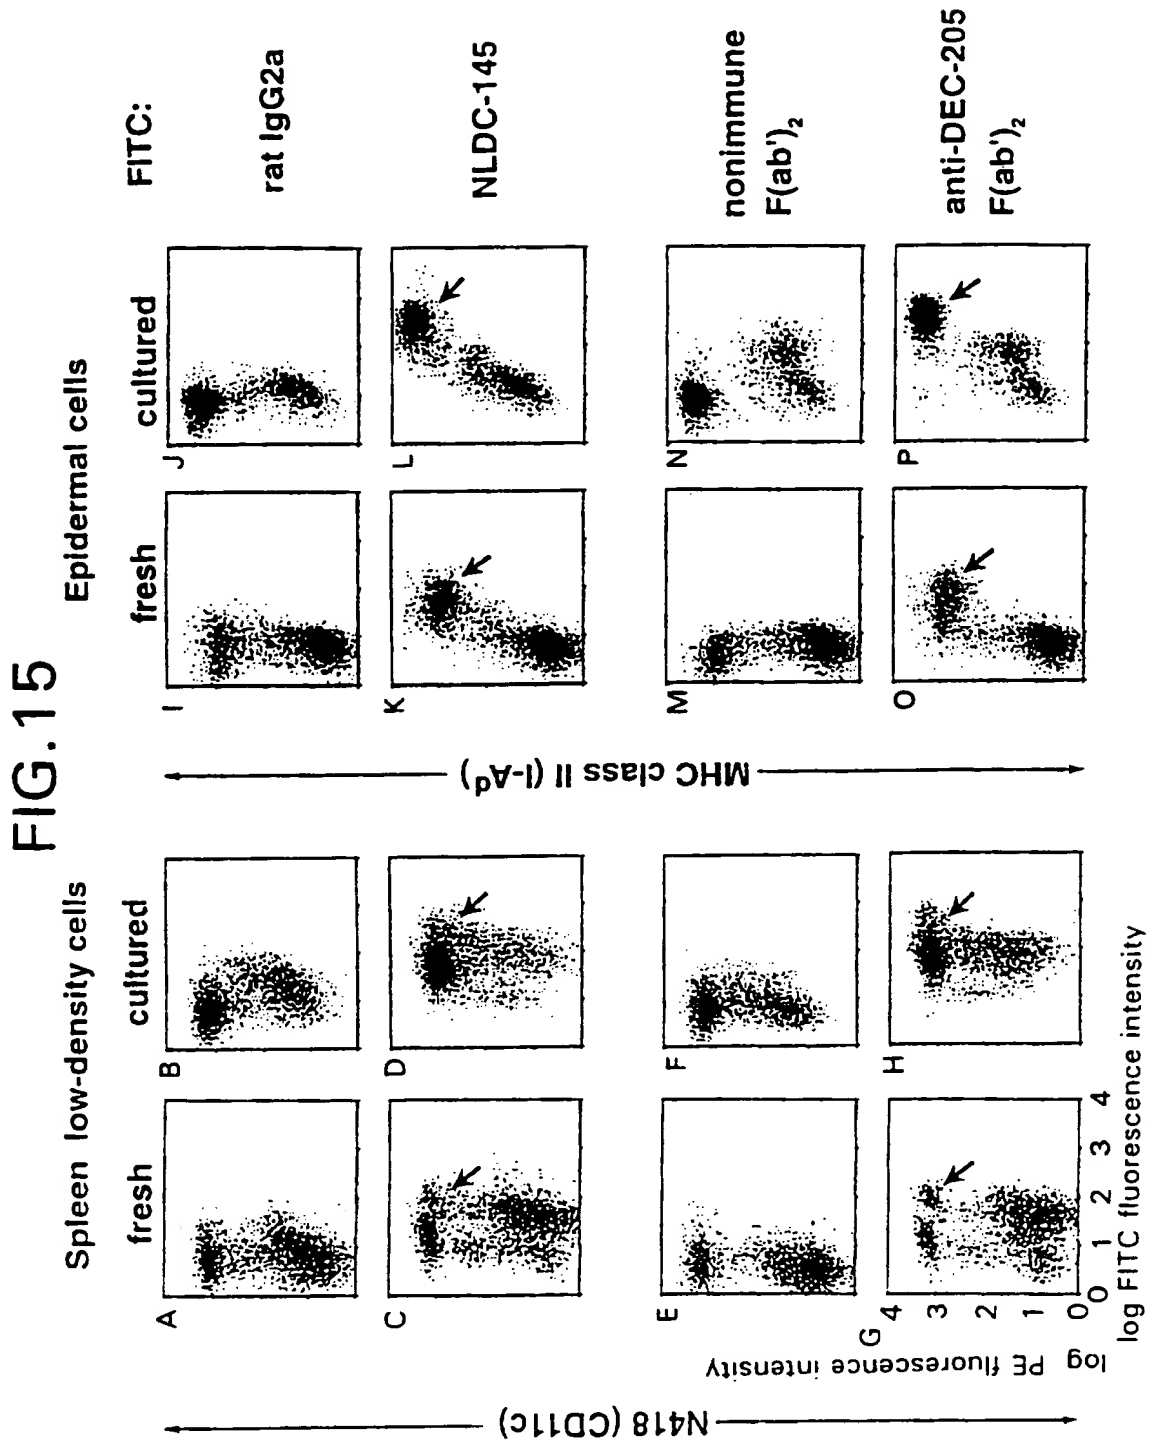 FIG.15
Spleen low-density cells
Epidermal cells
fresh
cultured
fresh
cultured
FITC:
A
B
I
J
rat IgG2a
C
D
K
L
NLDC-145
E
F
M
N
nonimmune
F(ab')2
G
H
O
P
anti-DEC-205
F(ab')2
N418 (CD11c)
MHC class II (I-Ad)
log PE fluorescence intensity
4
3
2
1
0
0 1 2 3 4
log FITC fluorescence intensity